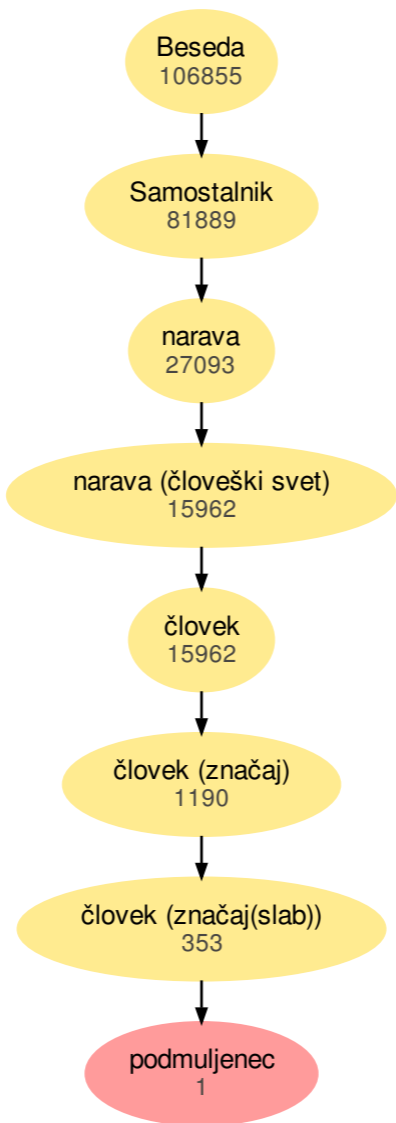 Beseda
106855
Samostalnik
81889
narava
27093
narava (človeški svet)
15962
človek
15962
človek (značaj)
1190
človek (značaj(slab))
353
podmuljenec
1